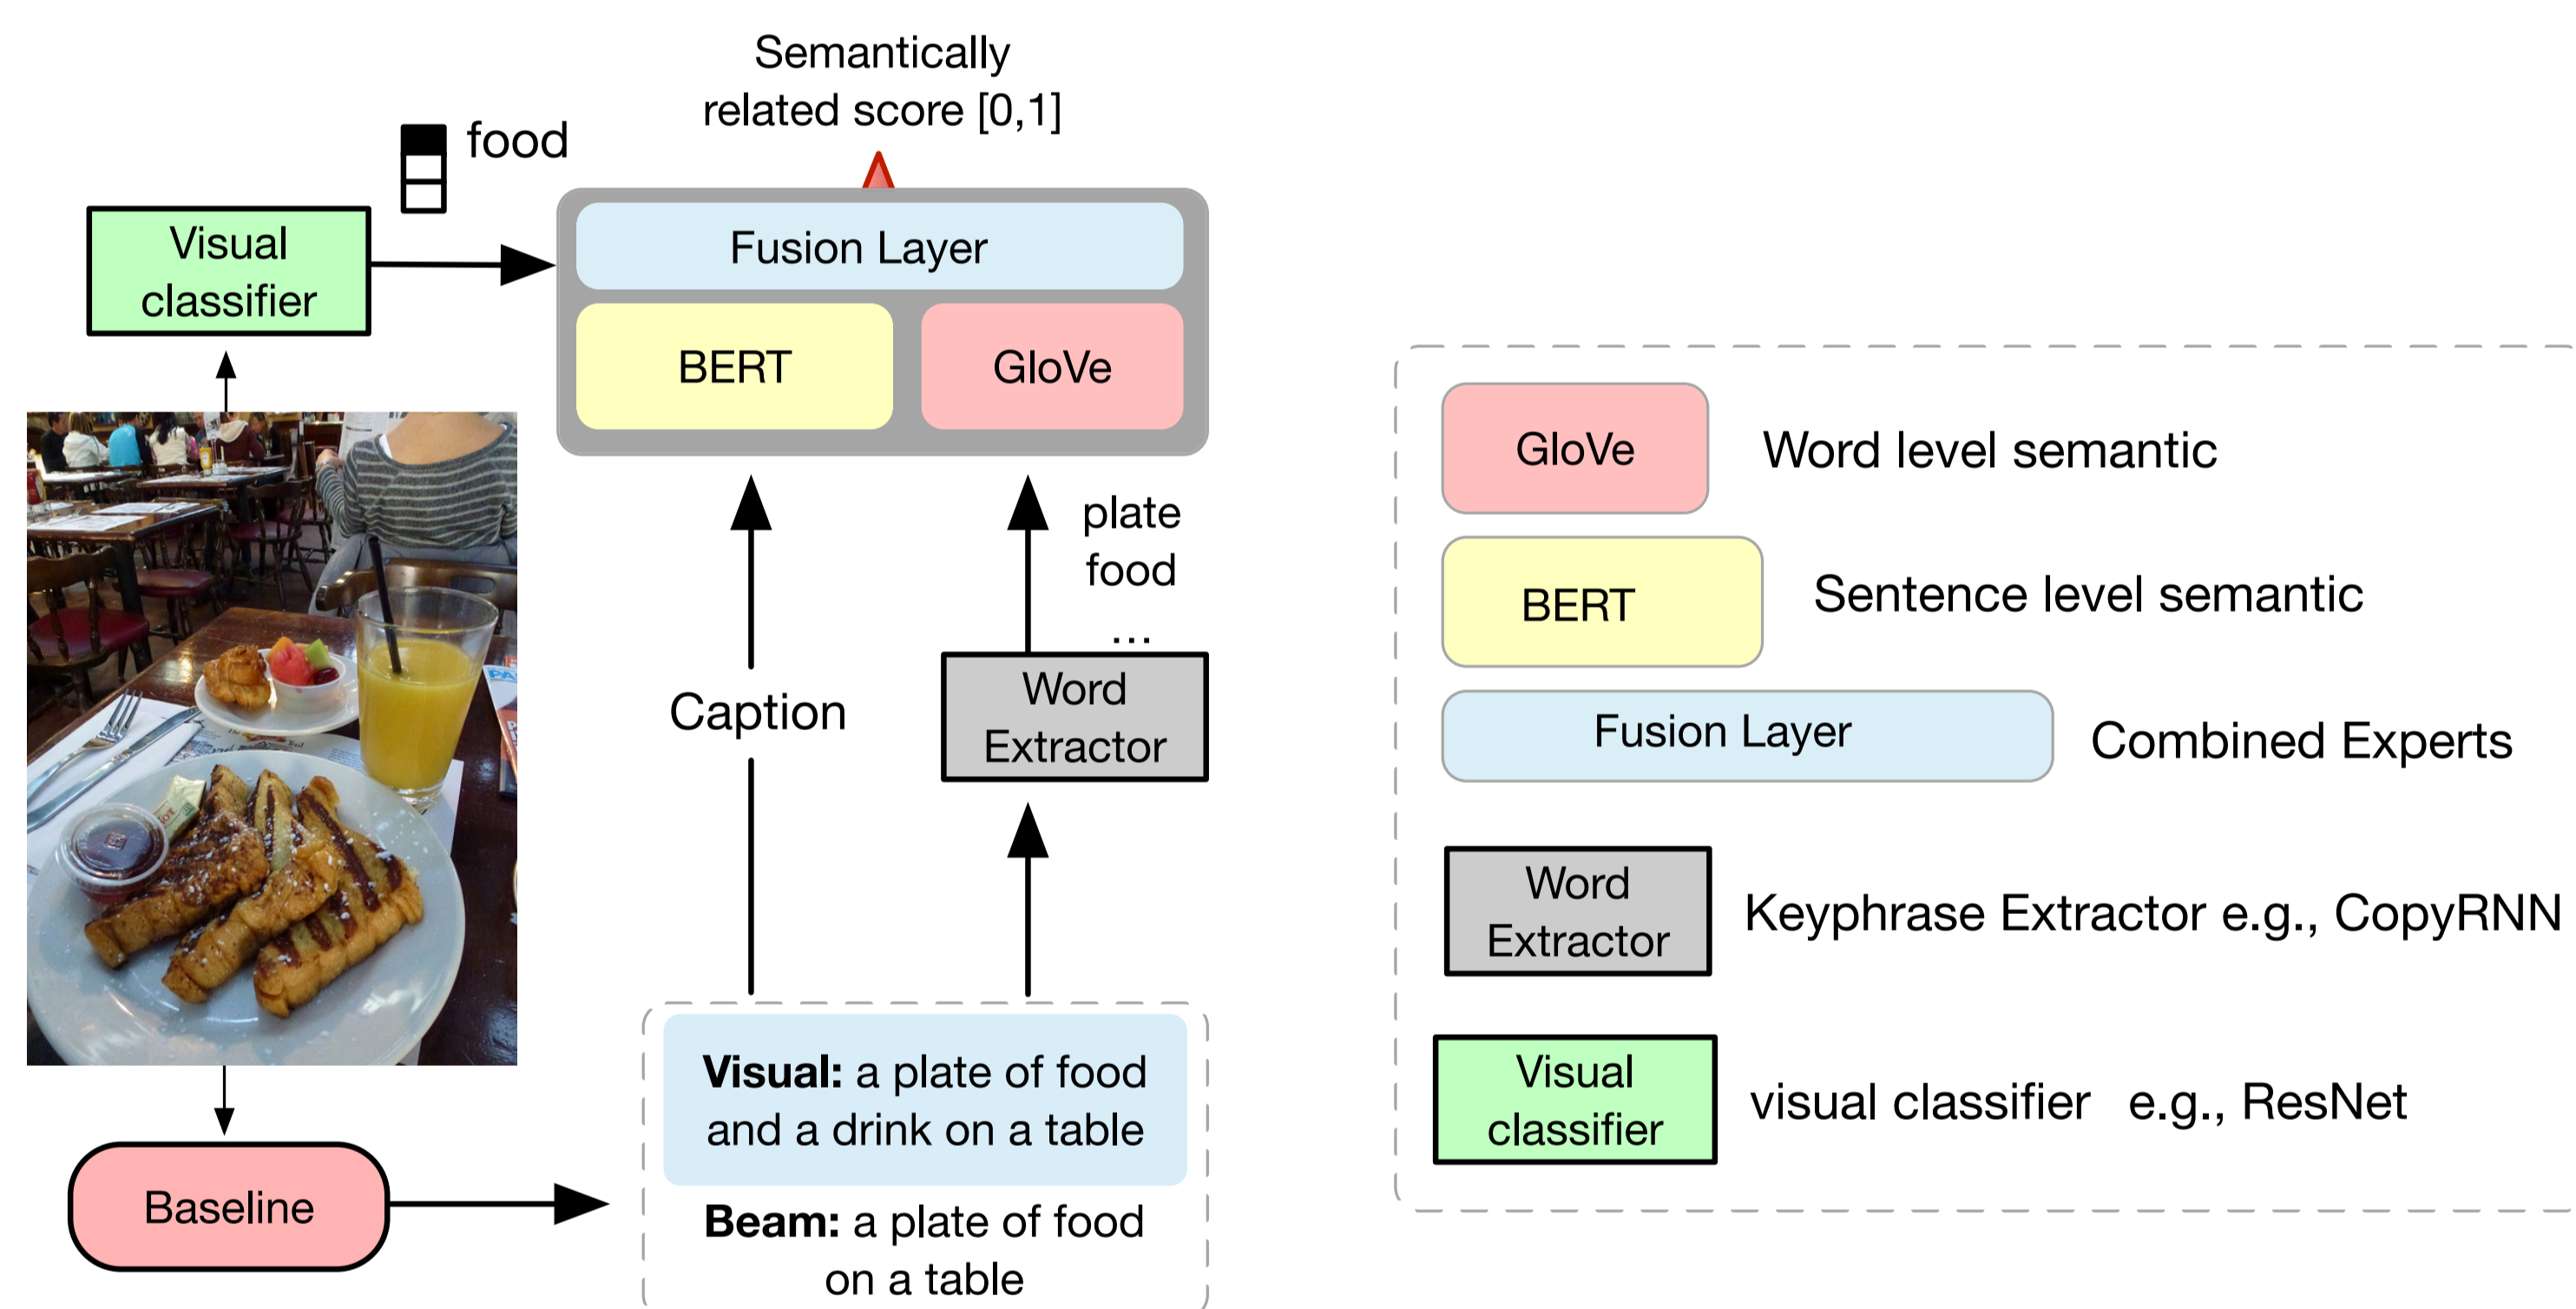 Semantically
related score [0,1]
food
Visual
classifier
Fusion Layer
BERT
GloVe
plate
food
...
Caption
Word
Extractor
Visual: a plate of food
and a drink on a table
Beam: a plate of food
on a table
Baseline
GloVe
Word level semantic
BERT
Sentence level semantic
Fusion Layer
Combined Experts
Word
Extractor
Keyphrase Extractor e.g., CopyRNN
Visual
classifier
visual classifier e.g., ResNet